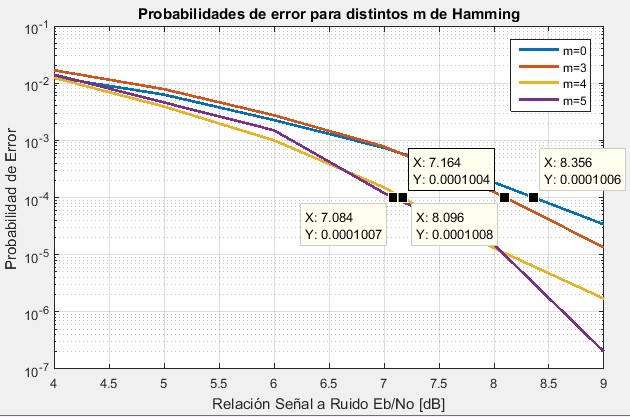 Probabilidades de error para distintos m de Hamming
10-1
10-2
10-3
10-4
10-5
10-6
10-7
Probabilidad de Error
m=0
m=3
m=4
m=5
X: 7.164
Y: 0.0001004
X: 8.356
Y: 0.0001006
X: 7.084
Y: 0.0001007
X: 8.096
Y: 0.0001008
4 4.5 5 5.5 6 6.5 7 7.5 8 8.5 9
Relación Señal a Ruido Eb/No [dB]